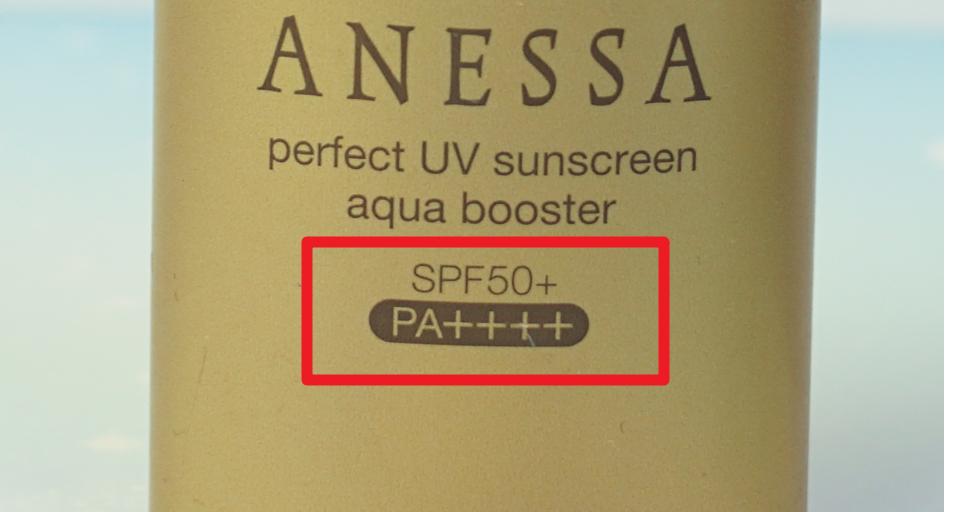 ANESSA
perfect UV sunscreen
aqua booster
SPF50+
PA++++